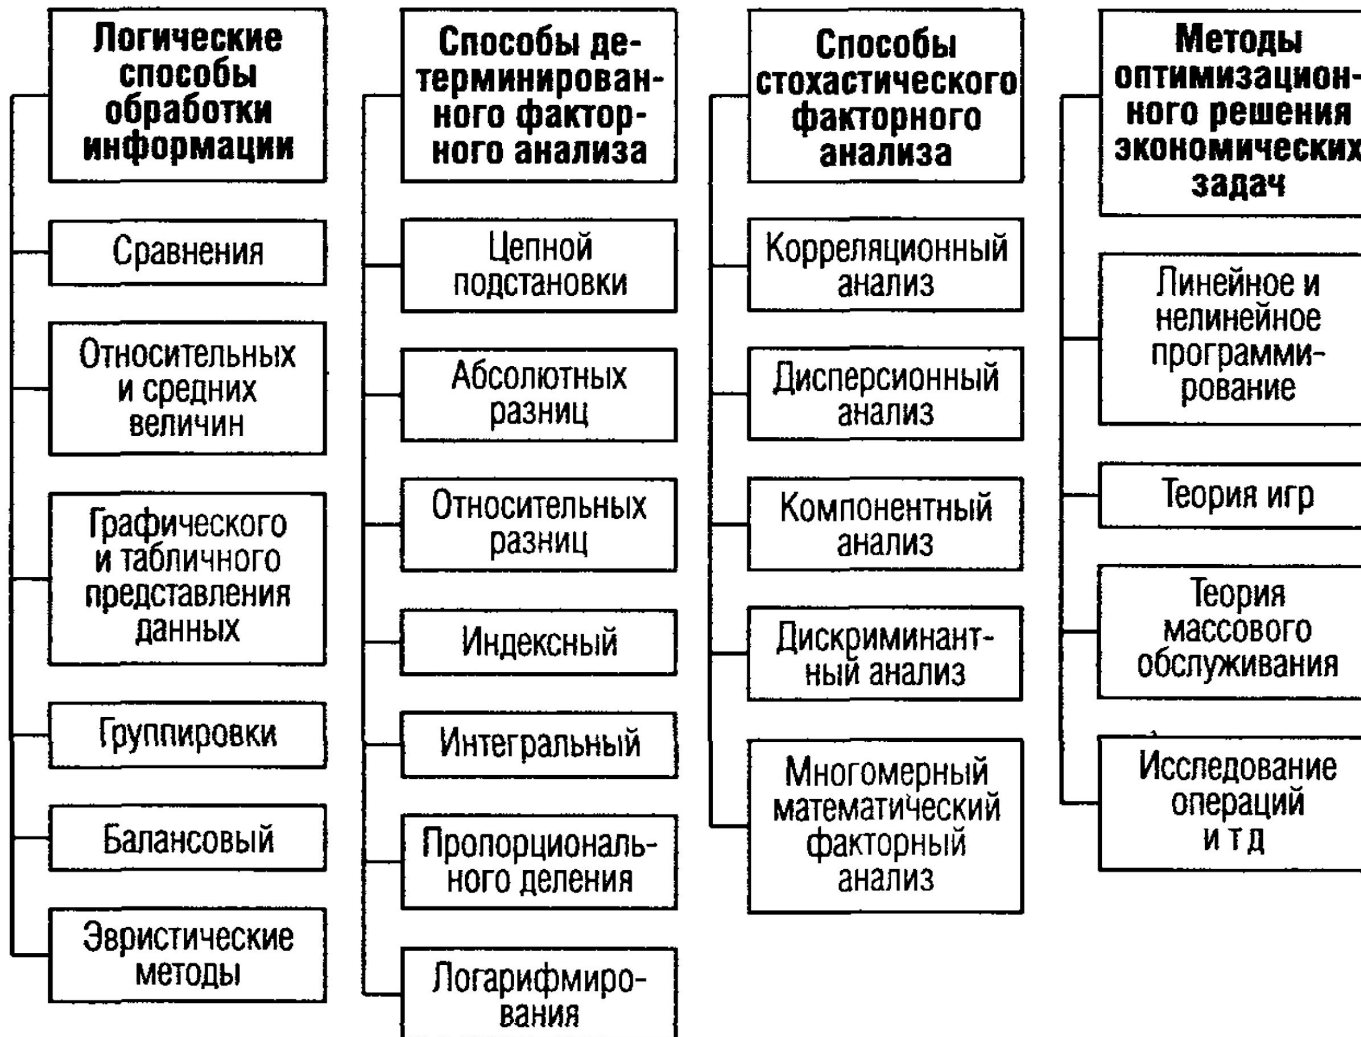 Логические
способы
обработки
информации
Сравнения
Относительных
и средних
величин
Графического
и табличного
представления
данных
Группировки
Балансовый
Эвристические
методы
Способы де-
терминирован-
ного фактор-
ного анализа
Цепной
подстановки
Абсолютных
разниц
Относительных
разниц
Индексный
Интегральный
Пропорциональ-
ного деления
Логарифмиро-
вания
Способы
стохастического
факторного
анализа
Корреляционный
анализ
Дисперсионный
анализ
Компонентный
анализ
Дискриминант-
ный анализ
Многомерный
математический
факторный
анализ
Методы
оптимизацион-
ного решения
экономических
задач
Линейное и
нелинейное
программи-
рование
Теория игр
Теория
массового
обслуживания
Исследование
операций
и т д